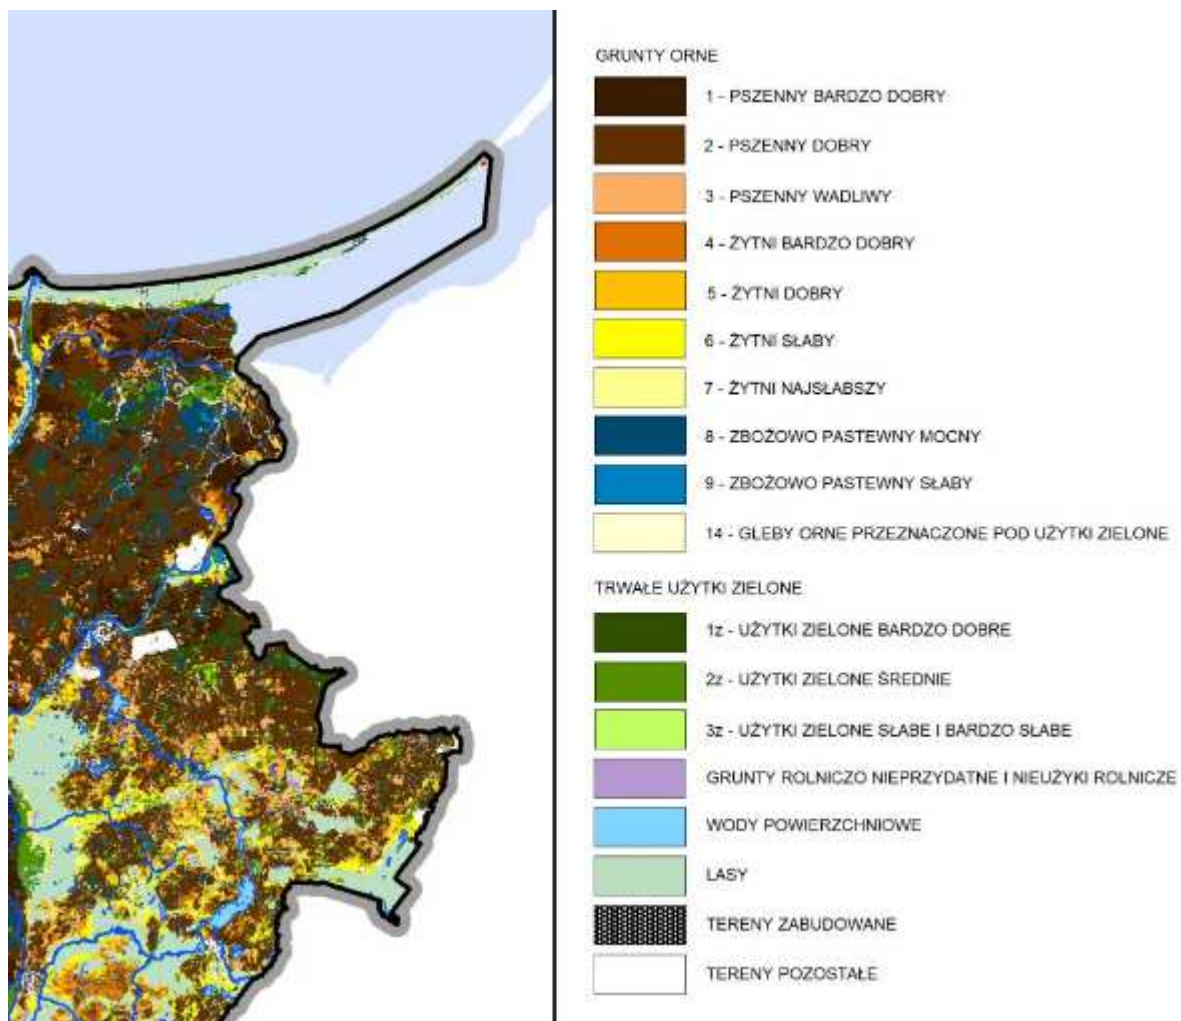 GRUNTY ORNE
1 - PSZENNY BARDZO DOBRY
2 - PSZENNY DOBRY
3 - PSZENNY WADLIWY
4 - ŻYTNI BARDZO DOBRY
5 - ŻYTNI DOBRY
6 - ŻYTNI SŁABY
7 - ŻYTNI NAJSŁABSZY
8 - ZBOŻOWO PASTEWNY MOCNY
9 - ZBOŻOWO PASTEWNY SŁABY
14 - GLEBY ORNE PRZEZNACZONE POD UŻYTKI ZIELONE
TRWAŁE UŻYTKI ZIELONE
1z - UŻYTKI ZIELONE BARDZO DOBRE
2z - UŻYTKI ZIELONE ŚREDNIE
3z - UŻYTKI ZIELONE SŁABE I BARDZO SŁABE
GRUNTY ROLNICZO NIEPRZYDATNE I NIEUŻYKI ROLNICZE
WODY POWIERZCHNIOWE
LASY
TERENY ZABUDOWANE
TERENY POZOSTAŁE